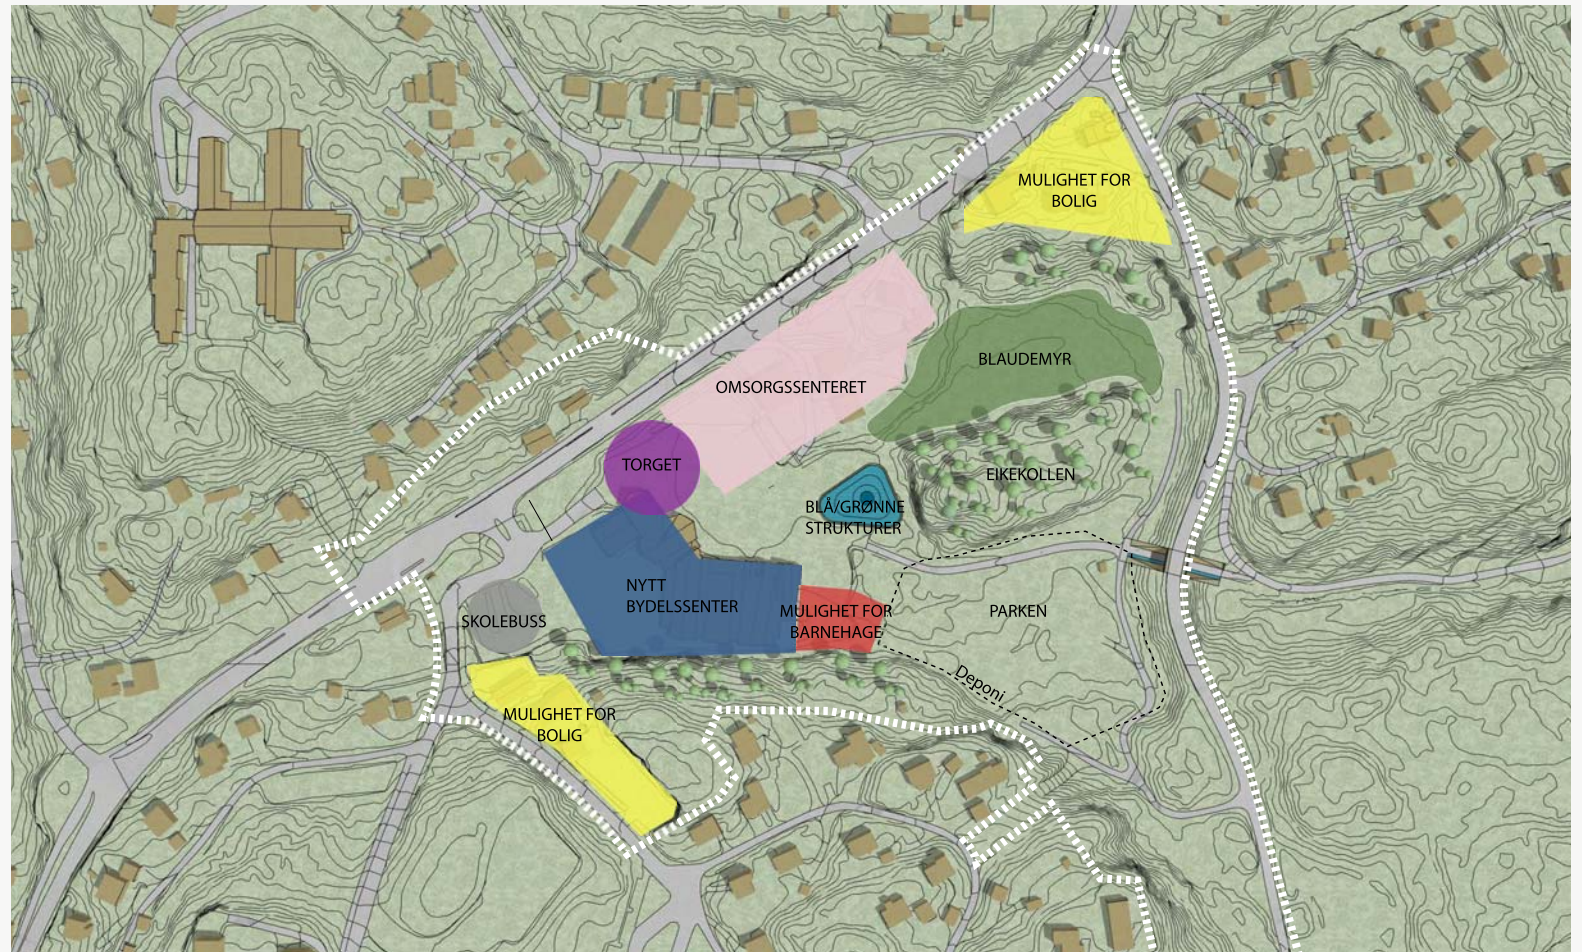 MULIGHET FOR
BOLIG
BLAUDEMYR
OMSORGSSENTERET
TORGET
EIKEKOLLEN
BLÅ/GRØNNE
STRUKTURER
NYTT
BYDELSSENTER
MULIGHET FOR
BARNEHAGE
PARKEN
SKOLEBUSS
Deponi
MULIGHET FOR
BOLIG